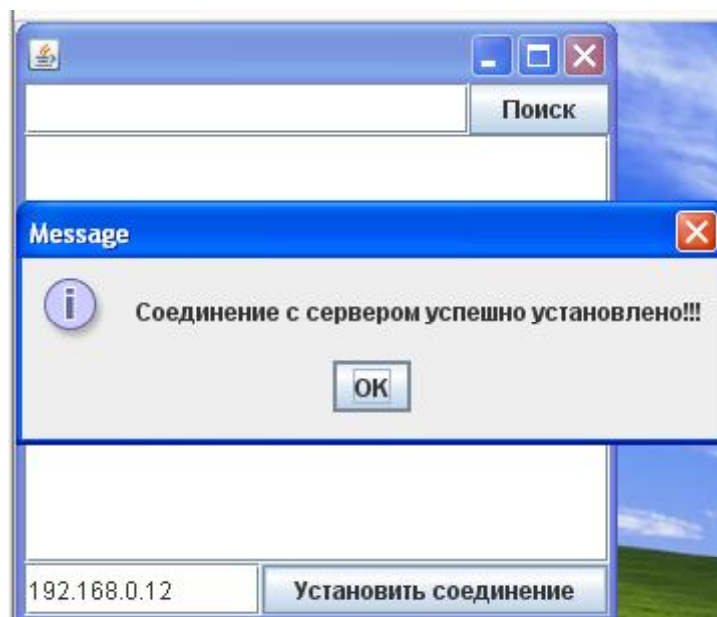 Поиск
Message
Соединение с сервером успешно установлено!!!
OK
192.168.0.12
Установить соединение